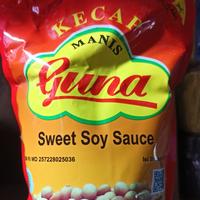 KECAP
MANIS
Guna
Sweet Soy Sauce
MD 257228025036